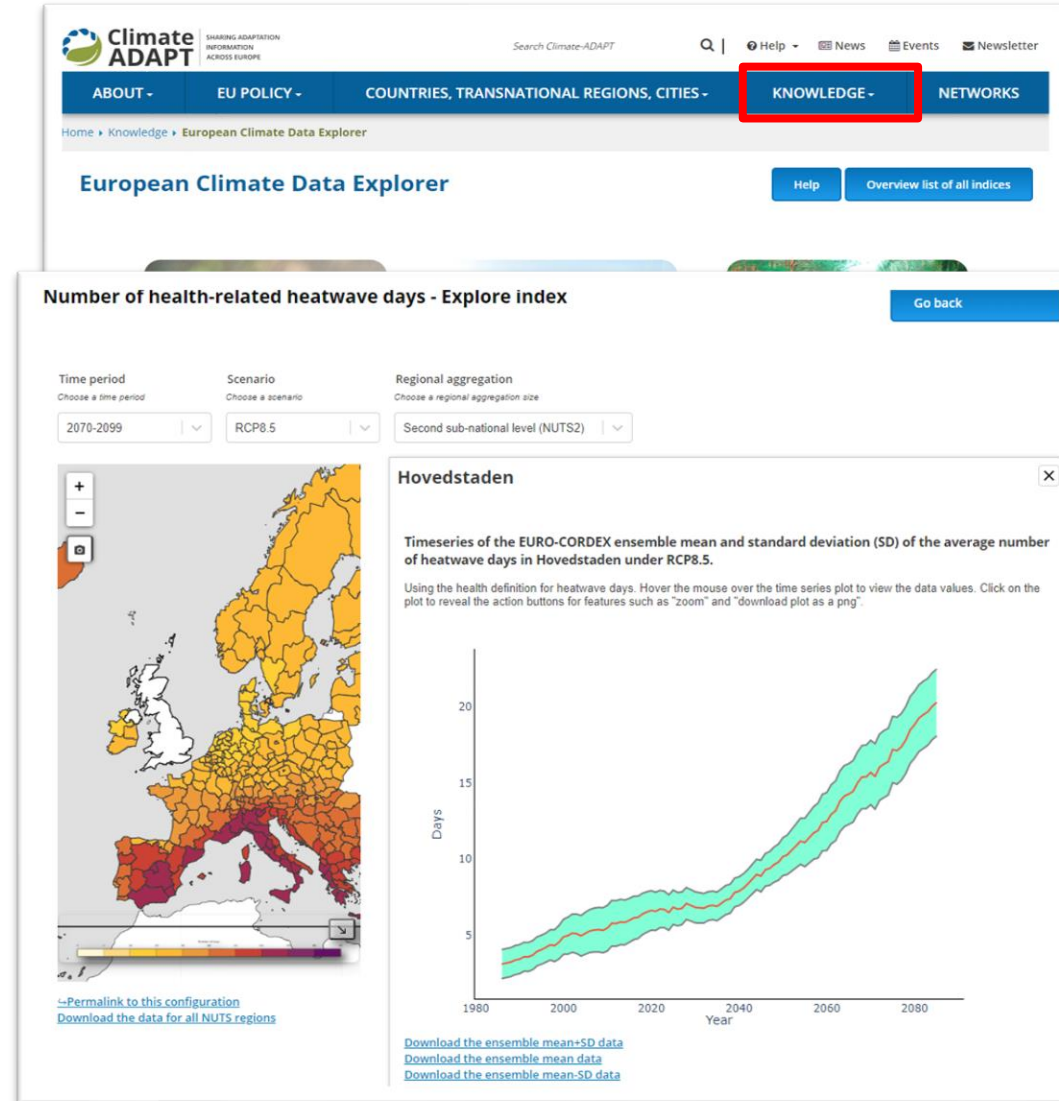 Climate
ADAPT
SHARING ADAPTATION
INFORMATION
ACROSS EUROPE
Search Climate-ADAPT
Help
News
Events
Newsletter
ABOUT
EU POLICY
COUNTRIES, TRANSNATIONAL REGIONS, CITIES
KNOWLEDGE
NETWORKS
Home Knowledge European Climate Data Explorer
European Climate Data Explorer
Help
Overview list of all indices
Number of health-related heatwave days - Explore index
Go back
Time period
Choose a time period
2070-2099
Scenario
Choose a scenario
RCP8.5
Regional aggregation
Choose a regional aggregation size
Second sub-national level (NUTS2)
+
−
Permalink to this configuration
Download the data for all NUTS regions
Hovedstaden
Timeseries of the EURO-CORDEX ensemble mean and standard deviation (SD) of the average number
of heatwave days in Hovedstaden under RCP8.5.
Using the health definition for heatwave days. Hover the mouse over the time series plot to view the data values. Click on the
plot to reveal the action buttons for features such as "zoom" and "download plot as a png".
20
15
10
5
Days
1980 2000 2020 2040 2060 2080
Year
Download the ensemble mean+SD data
Download the ensemble mean data
Download the ensemble mean-SD data